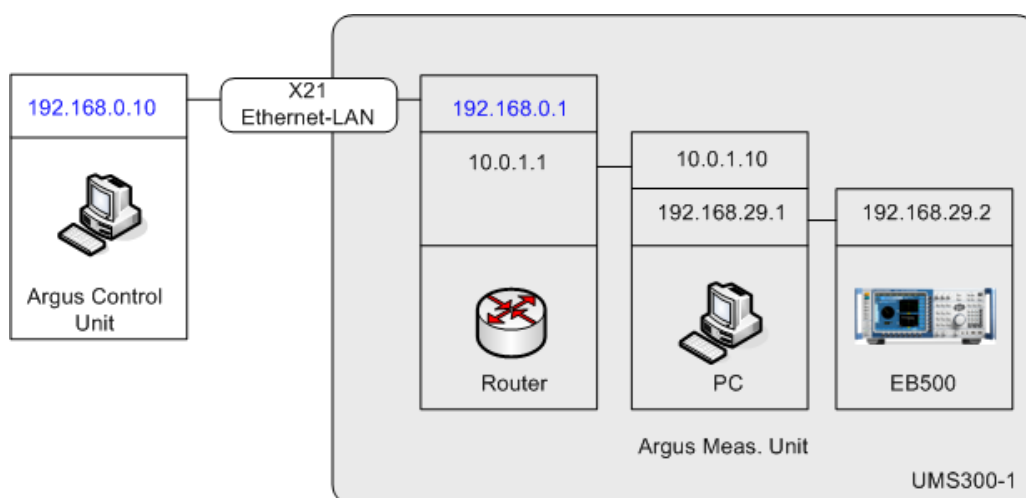 192.168.0.10
Argus Control
Unit
X21
Ethernet-LAN
192.168.0.1
10.0.1.1
Router
10.0.1.10
192.168.29.1
PC
192.168.29.2
EB500
Argus Meas. Unit
UMS300-1